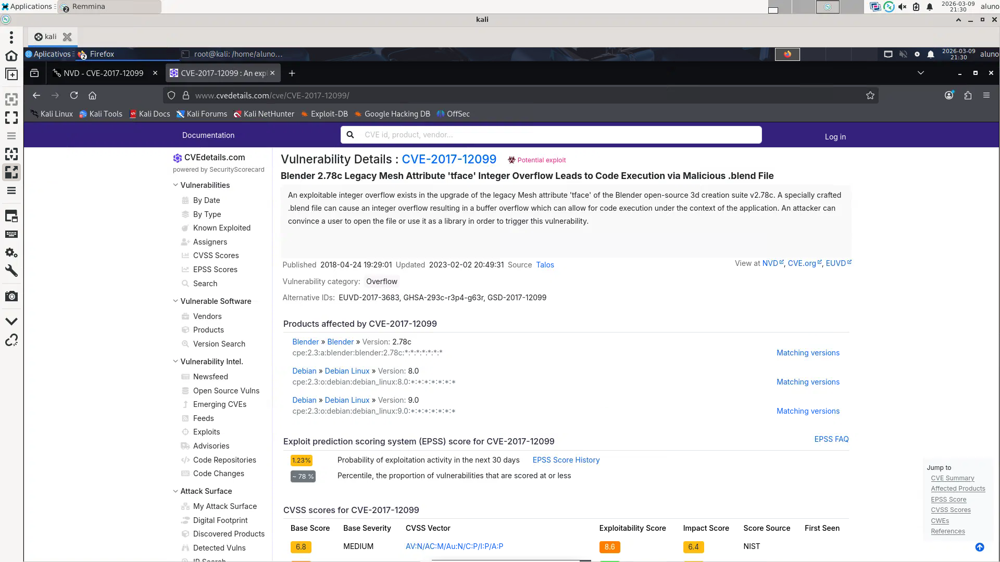 Applications
2
Remmina
2026-03-09
21:30
aluno
kali
kali
Aplicativos
2
Firefox
root@kali: /home/aluno...
2026-03-09
21:30
aluno
NVD - CVE-2017-12099
CVE-2017-12099 : An exp
www.cvedetails.com/cve/CVE-2017-12099/
Kali Linux
Kali Tools
Kali Docs
Kali Forums
Kali NetHunter
Exploit-DB
Google Hacking DB
OffSec
Documentation
CVE id, product, vendor...
Log in
CVEdetails.com
powered by SecurityScorecard
Vulnerabilities
By Date
By Type
Known Exploited
Assigners
CVSS Scores
EPSS Scores
Search
Vulnerable Software
Vendors
Products
Version Search
Vulnerability Intel.
Newsfeed
Open Source Vulns
Emerging CVEs
Feeds
Exploits
Advisories
Code Repositories
Code Changes
Attack Surface
My Attack Surface
Digital Footprint
Discovered Products
Detected Vulns
IP Search
Vulnerability Details : CVE-2017-12099 Potential exploit
Blender 2.78c Legacy Mesh Attribute 'tface' Integer Overflow Leads to Code Execution via Malicious .blend File
An exploitable integer overflow exists in the upgrade of the legacy Mesh attribute 'tface' of the Blender open-source 3d creation suite v2.78c. A specially crafted
.blend file can cause an integer overflow resulting in a buffer overflow which can allow for code execution under the context of the application. An attacker can
convince a user to open the file or use it as a library in order to trigger this vulnerability.
Published 2018-04-24 19:29:01 Updated 2023-02-02 20:49:31 Source Talos
View at NVD, CVE.org, EUVD
Vulnerability category: Overflow
Alternative IDs: EUVD-2017-3683, GHSA-293c-r3p4-g63r, GSD-2017-12099
Products affected by CVE-2017-12099
Blender » Blender » Version: 2.78c
cpe:2.3:a:blender:blender:2.78c:*:*:*:*:*:*:*
Matching versions
Debian » Debian Linux » Version: 8.0
cpe:2.3:o:debian:debian_linux:8.0:*:*:*:*:*:*:*
Matching versions
Debian » Debian Linux » Version: 9.0
cpe:2.3:o:debian:debian_linux:9.0:*:*:*:*:*:*:*
Matching versions
Exploit prediction scoring system (EPSS) score for CVE-2017-12099
EPSS FAQ
1.23% Probability of exploitation activity in the next 30 days EPSS Score History
~ 78 % Percentile, the proportion of vulnerabilities that are scored at or less
CVSS scores for CVE-2017-12099
Base Score Base Severity CVSS Vector Exploitability Score Impact Score Score Source First Seen
6.8 MEDIUM AV:N/AC:M/Au:N/C:P/I:P/A:P 8.6 6.4 NIST
Jump to
CVE Summary
Affected Products
EPSS Score
CVSS Scores
CWEs
References